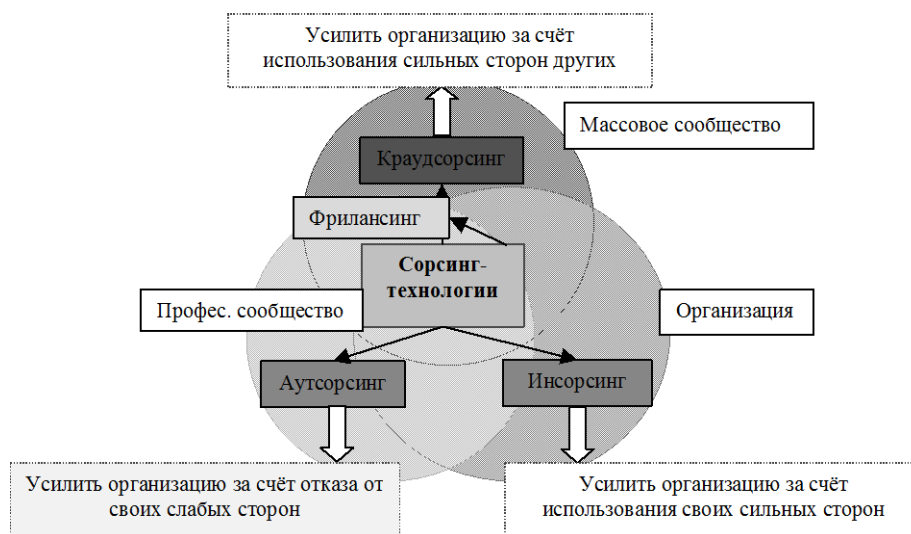 Усилить организацию за счёт
использования сильных сторон других
Массовое сообщество
Краудсорсинг
Фрилансинг
Сорсинг-
технологии
Профес. сообщество
Организация
Аутсорсинг
Инсорсинг
Усилить организацию за счёт отказа от
своих слабых сторон
Усилить организацию за счёт
использования своих сильных сторон